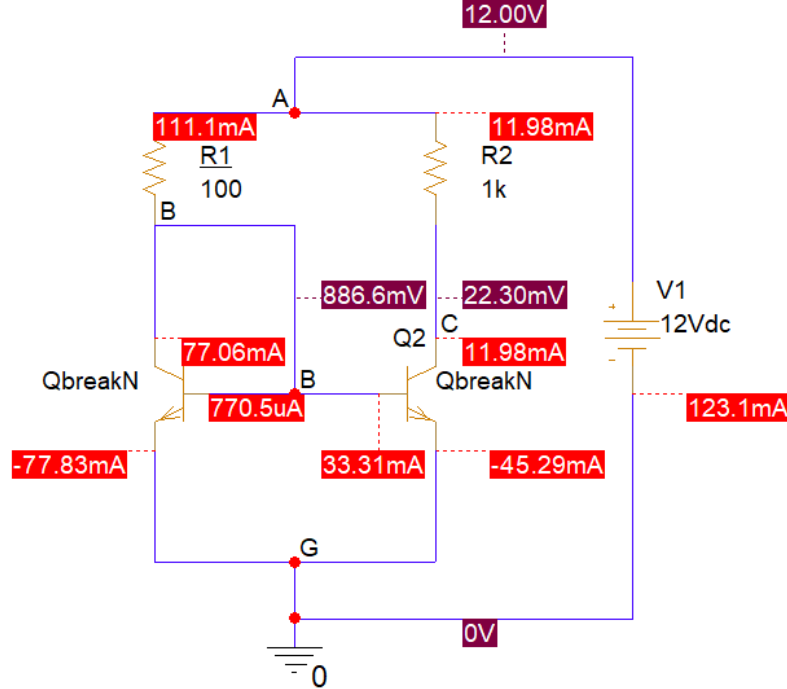 12.00V
A
111.1mA
11.98mA
R1
100
R2
1k
B
886.6mV
22.30mV
V1
12Vdc
+
-
C
Q2
77.06mA
11.98mA
QbreakN
B
QbreakN
770.5uA
123.1mA
-77.83mA
33.31mA
-45.29mA
G
0V
0